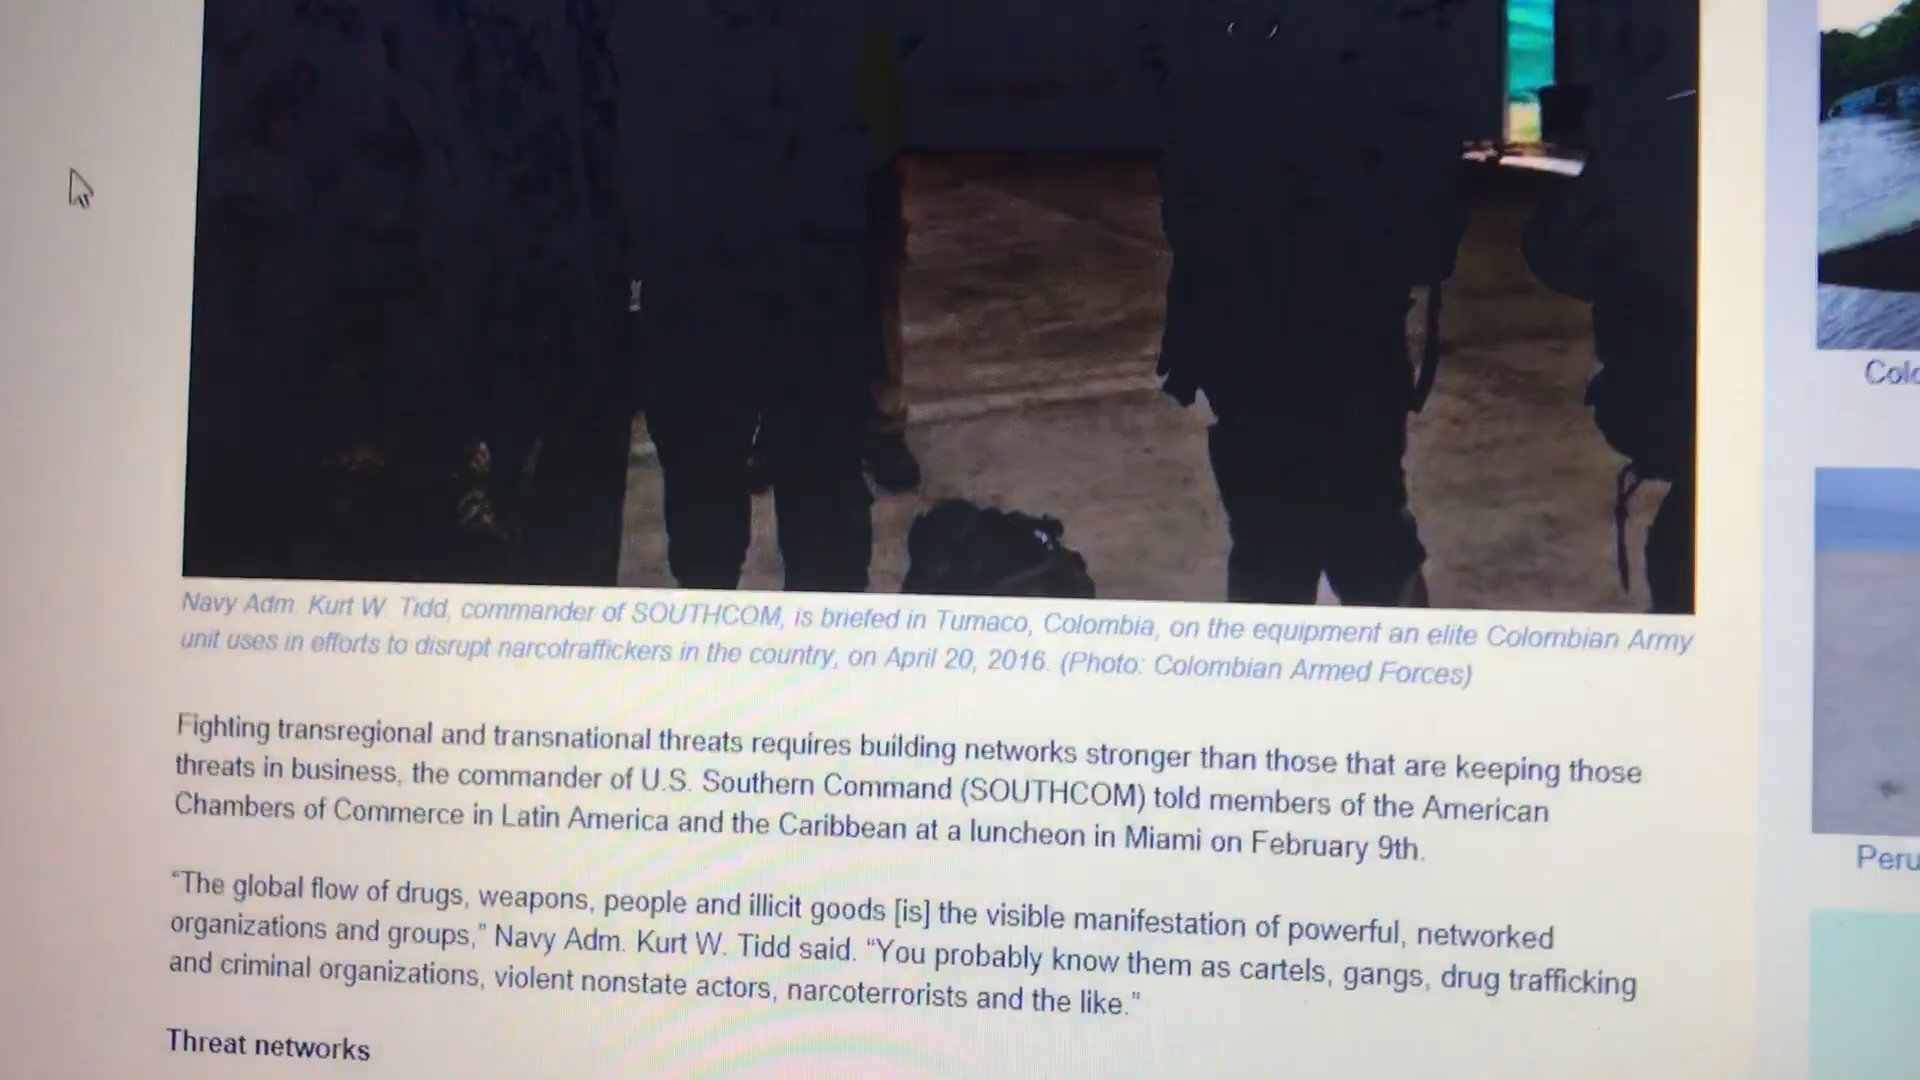 Navy Adm. Kurt W. Tidd, commander of SOUTHCOM, is briefed in Tumaco, Colombia, on the equipment an elite Colombian Army
unit uses in efforts to disrupt narcotraffickers in the country, on April 20, 2016. (Photo: Colombian Armed Forces)
Fighting transregional and transnational threats requires building networks stronger than those that are keeping those
threats in business, the commander of U.S. Southern Command (SOUTHCOM) told members of the American
Chambers of Commerce in Latin America and the Caribbean at a luncheon in Miami on February 9th.
“The global flow of drugs, weapons, people and illicit goods [is] the visible manifestation of powerful, networked
organizations and groups,” Navy Adm. Kurt W. Tidd said. “You probably know them as cartels, gangs, drug trafficking
and criminal organizations, violent nonstate actors, narcoterrorists and the like.”
Threat networks
Colo
Peru